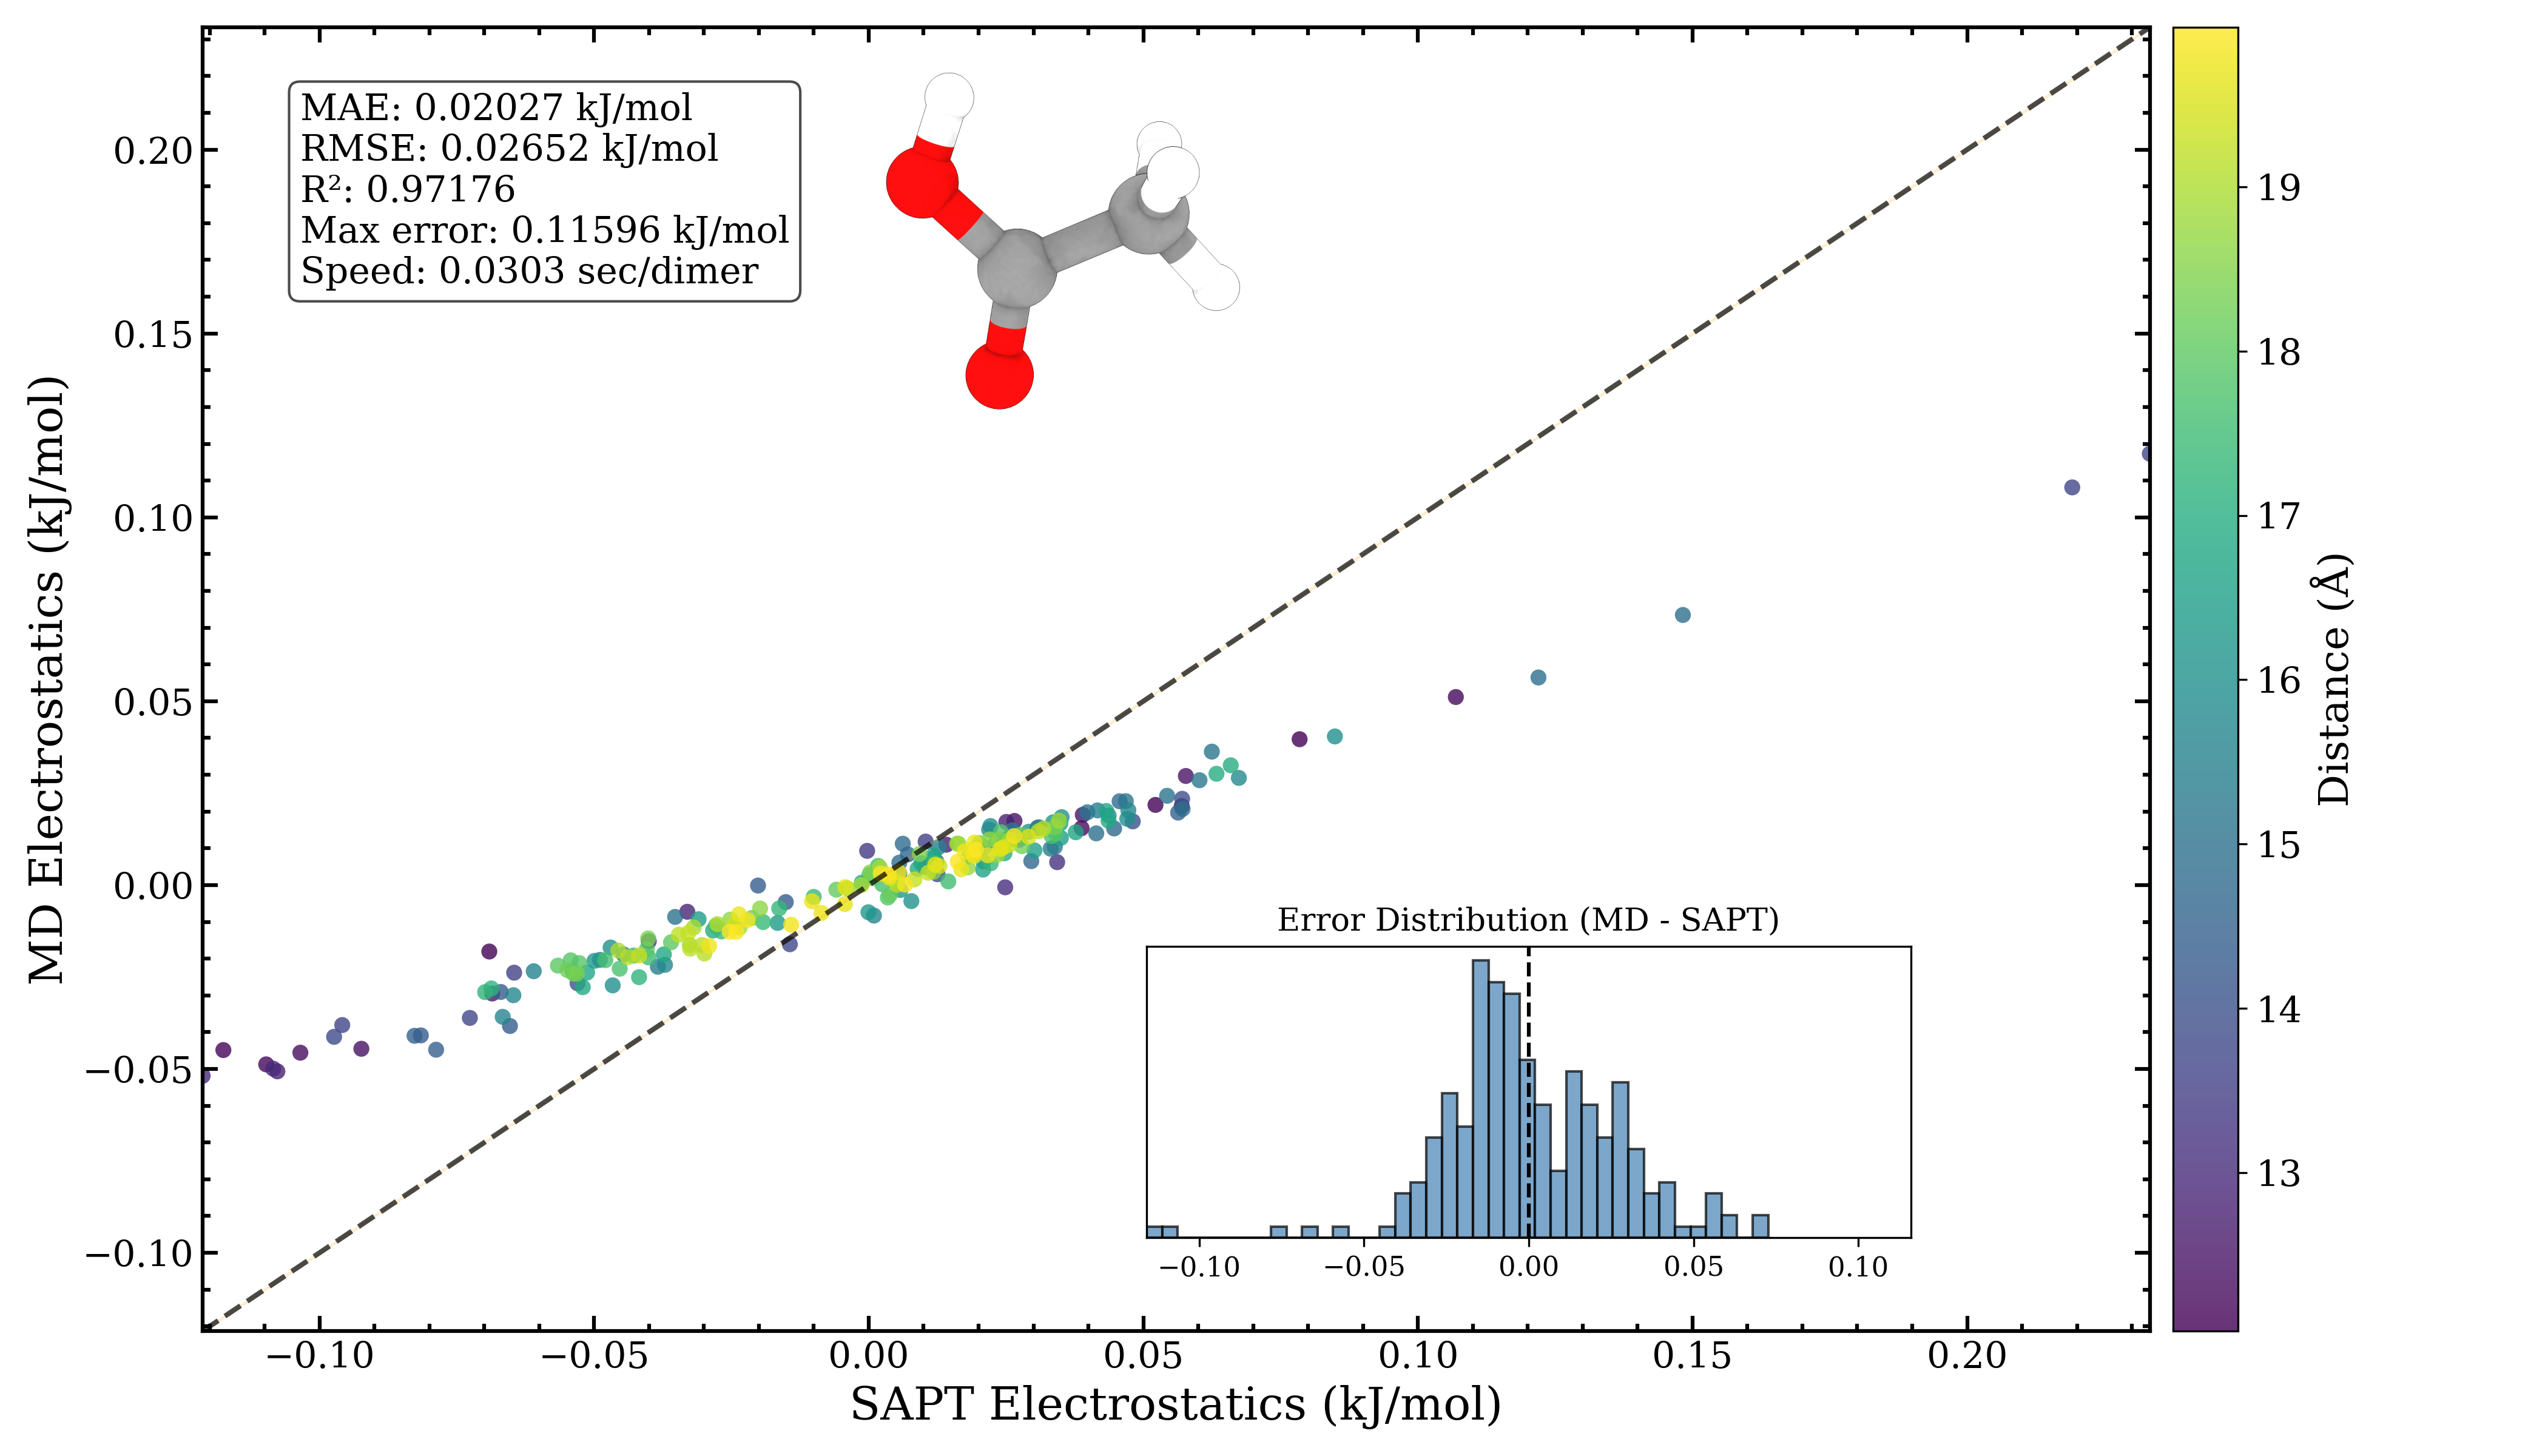 MAE: 0.02027 kJ/mol
RMSE: 0.02652 kJ/mol
R²: 0.97176
Max error: 0.11596 kJ/mol
Speed: 0.0303 sec/dimer
MD Electrostatics (kJ/mol)
0.20
0.15
0.10
0.05
0.00
−0.05
−0.10
Error Distribution (MD - SAPT)
−0.10 −0.05 0.00 0.05 0.10
−0.10 −0.05 0.00 0.05 0.10 0.15 0.20
SAPT Electrostatics (kJ/mol)
19
18
17
16
15
14
13
Distance (Å)